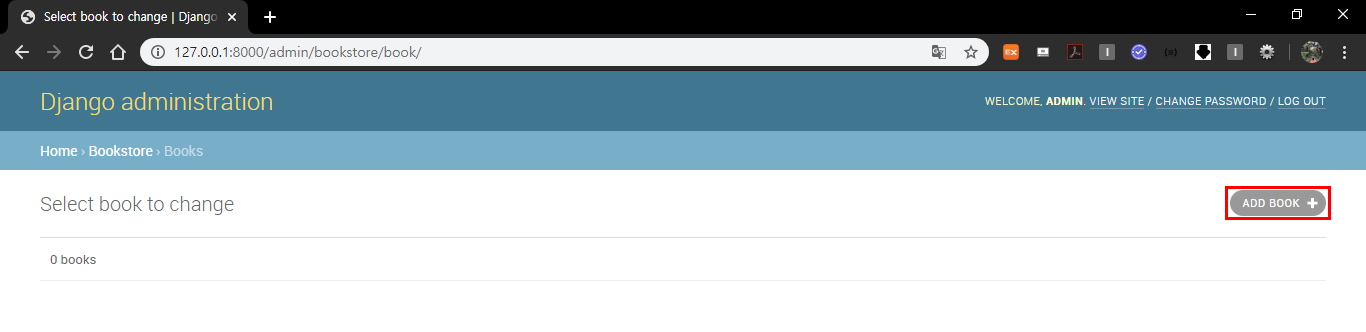 Select book to change | Django
127.0.0.1:8000/admin/bookstore/book/
Django administration
WELCOME, ADMIN. VIEW SITE / CHANGE PASSWORD / LOG OUT
Home › Bookstore › Books
Select book to change
ADD BOOK +
0 books